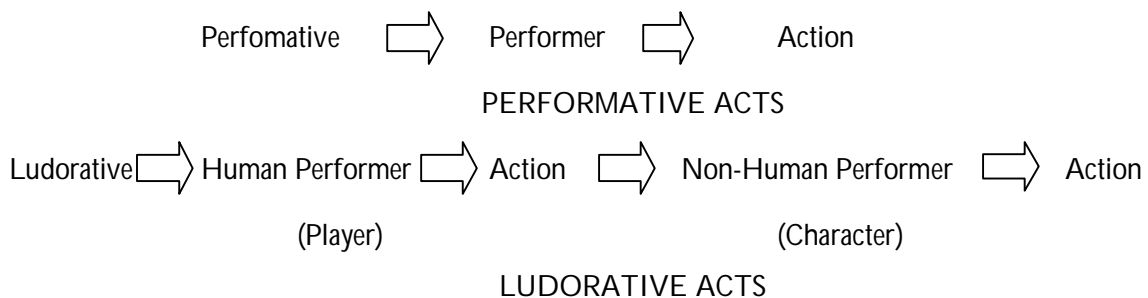 Perfomative Performer Action
PERFORMATIVE ACTS
Ludorative Human Performer Action Non-Human Performer Action
(Player) (Character)
LUDORATIVE ACTS